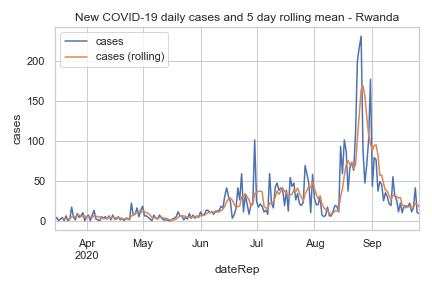 New COVID-19 daily cases and 5 day rolling mean - Rwanda
cases
cases (rolling)
200
150
100
50
0
cases
Apr
2020
May
Jun
Jul
Aug
Sep
dateRep